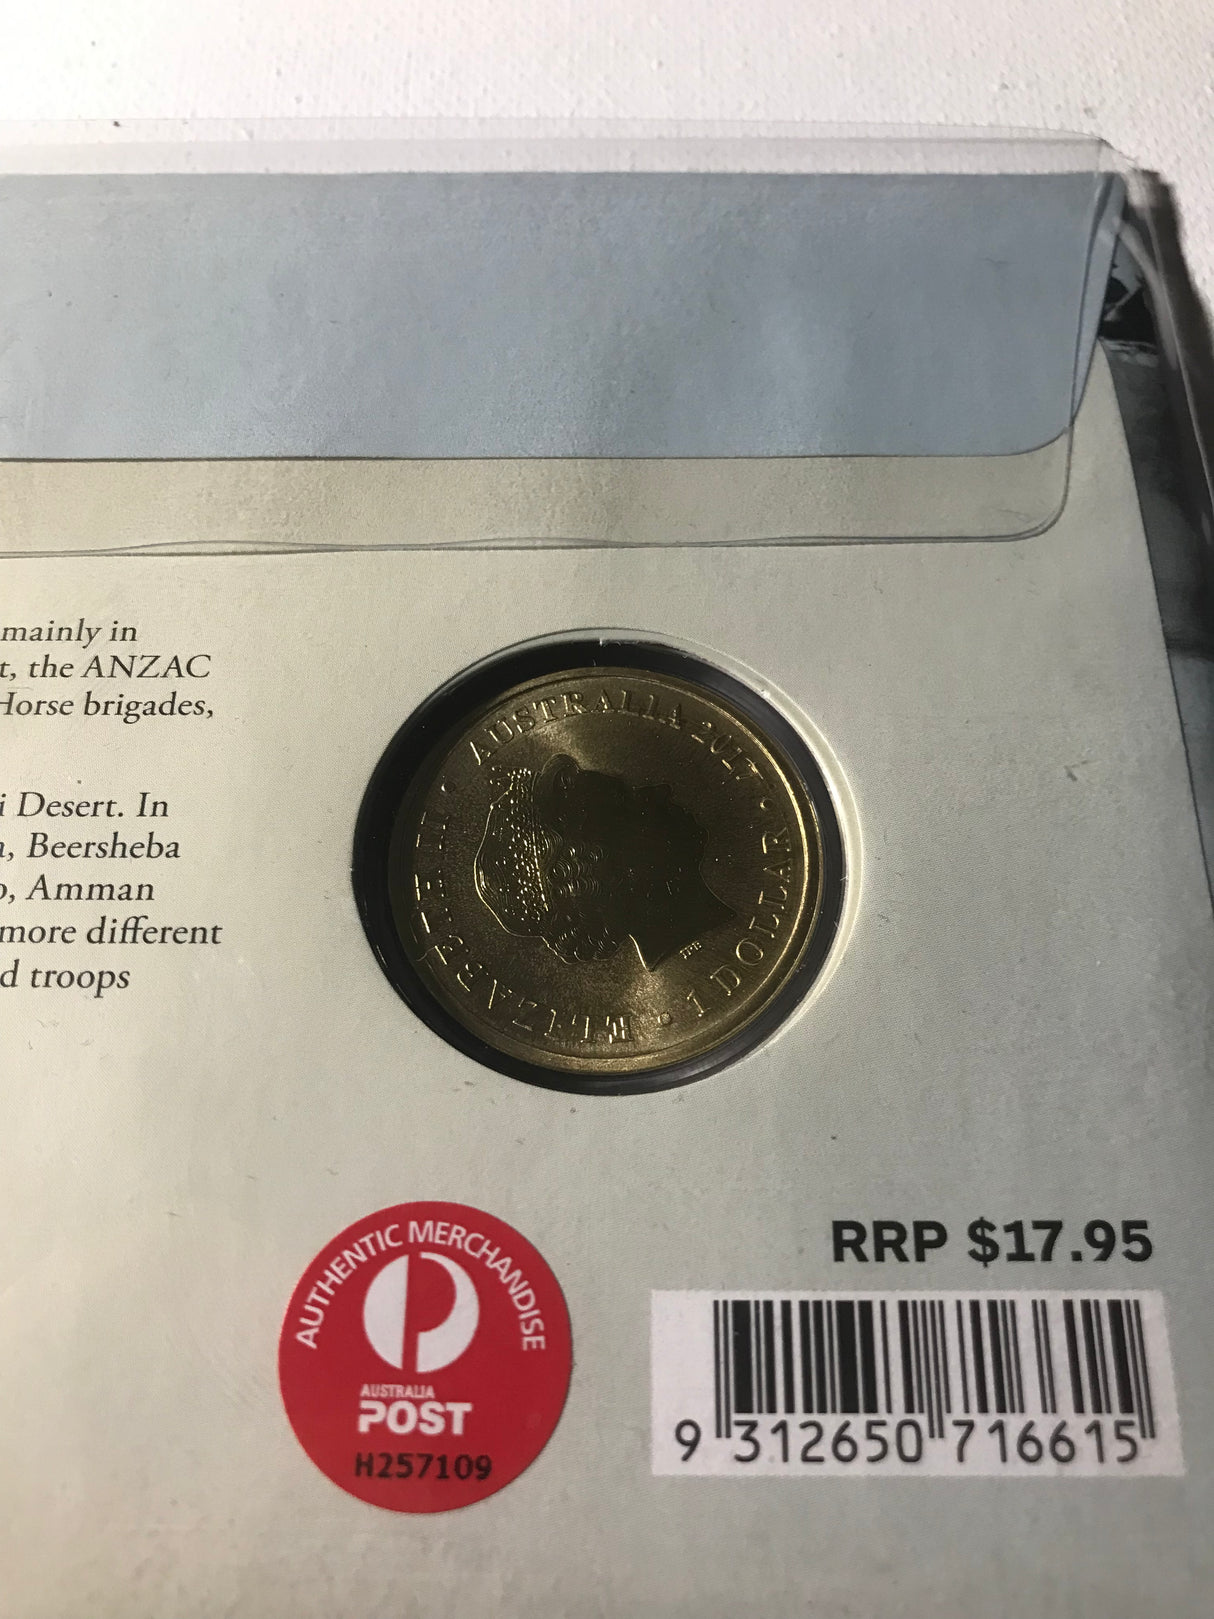 mainly in
t, the ANZAC
Horse brigades,
i Desert. In
, Beersheba
o, Amman
more different
d troops
ELIZABETH II • AUSTRALIA 2017 • 1 DOLLAR •
IRB
AUTHENTIC MERCHANDISE
AUSTRALIA
POST
H257109
RRP $17.95
9 312650 716615